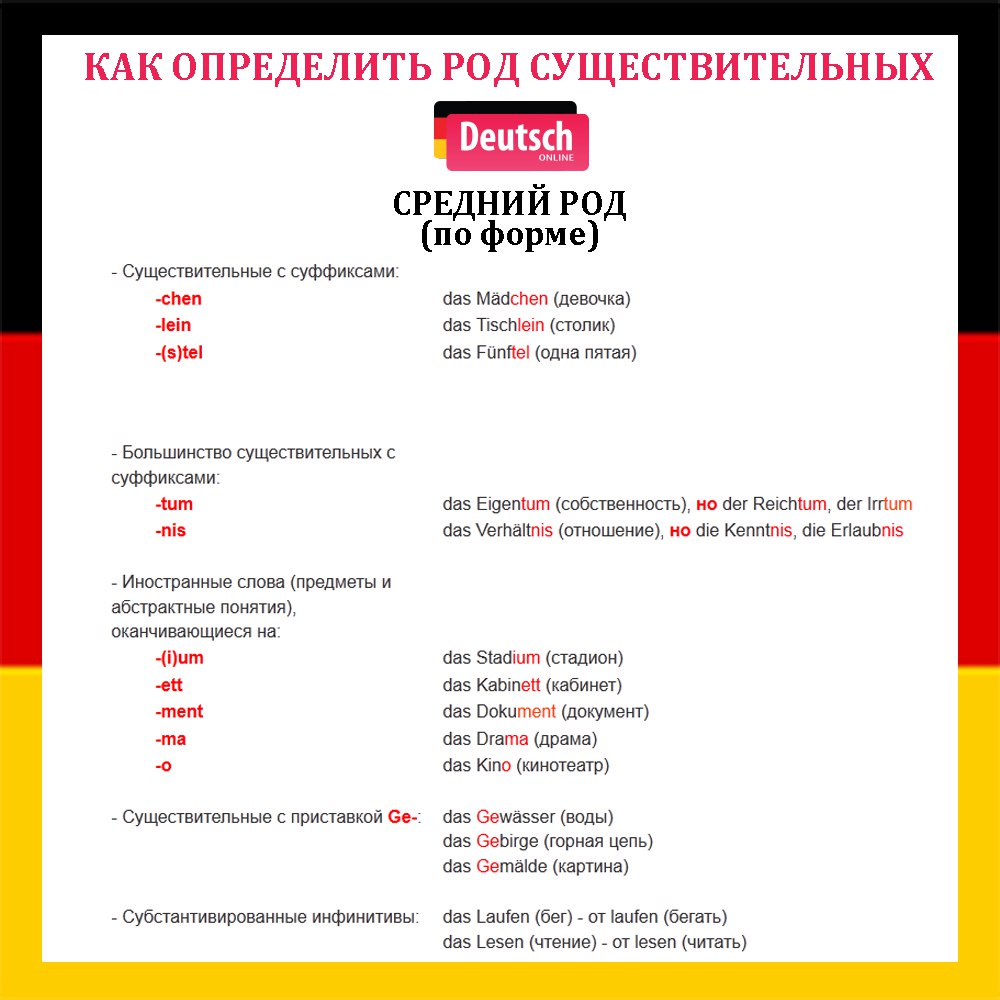 КАК ОПРЕДЕЛИТЬ РОД СУЩЕСТВИТЕЛЬНЫХ
Deutsch
ONLINE
СРЕДНИЙ РОД
(по форме)
- Существительные с суффиксами:
-chen das Mädchen (девочка)
-lein das Tischlein (столик)
-(s)tel das Fünftel (одна пятая)
- Большинство существительных с
суффиксами:
-tum das Eigentum (собственность), но der Reichtum, der Irrtum
-nis das Verhältnis (отношение), но die Kenntnis, die Erlaubnis
- Иностранные слова (предметы и
абстрактные понятия),
оканчивающиеся на:
-(i)um das Stadium (стадион)
-ett das Kabinett (кабинет)
-ment das Dokument (документ)
-ma das Drama (драма)
-o das Kino (кинотеатр)
- Существительные с приставкой Ge-: das Gewässer (воды)
das Gebirge (горная цепь)
das Gemälde (картина)
- Субстантивированные инфинитивы: das Laufen (бег) - от laufen (бегать)
das Lesen (чтение) - от lesen (читать)